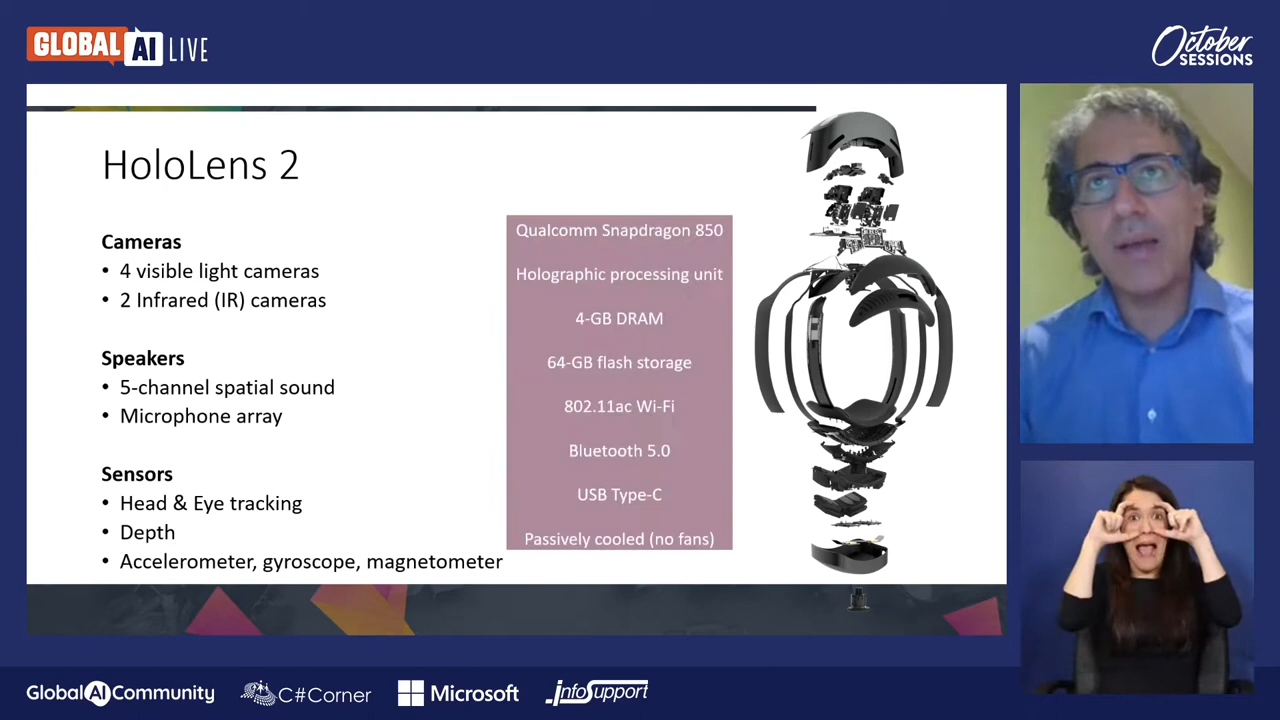 GLOBAL AI LIVE
October
SESSIONS
HoloLens 2
Cameras
• 4 visible light cameras
• 2 Infrared (IR) cameras
Speakers
• 5-channel spatial sound
• Microphone array
Sensors
• Head & Eye tracking
• Depth
• Accelerometer, gyroscope, magnetometer
Qualcomm Snapdragon 850
Holographic processing unit
4-GB DRAM
64-GB flash storage
802.11ac Wi-Fi
Bluetooth 5.0
USB Type-C
Passively cooled (no fans)
Global AI Community
C#Corner
Microsoft
infoSupport